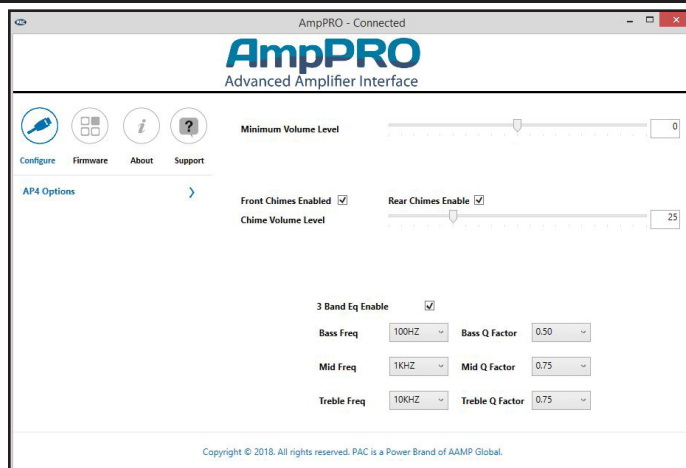 PAC
AmpPRO - Connected
AmpPRO
Advanced Amplifier Interface
Configure Firmware About Support
AP4 Options
Minimum Volume Level 0
Front Chimes Enabled Rear Chimes Enable
Chime Volume Level 25
3 Band Eq Enable
Bass Freq 100HZ Bass Q Factor 0.50
Mid Freq 1KHZ Mid Q Factor 0.75
Treble Freq 10KHZ Treble Q Factor 0.75
Copyright © 2018. All rights reserved. PAC is a Power Brand of AAMP Global.